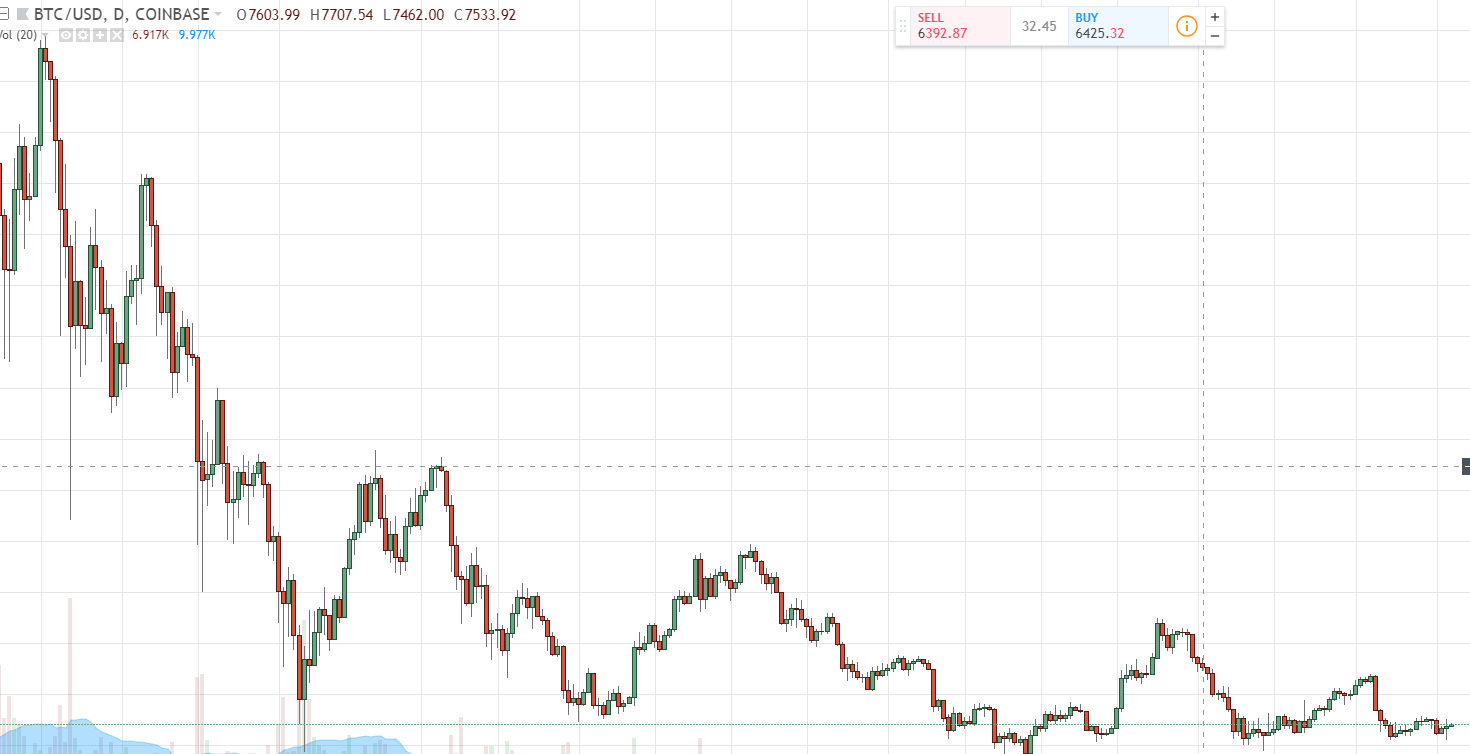 BTC/USD, D, COINBASE O7603.99 H7707.54 L7462.00 C7533.92
Vol (20) 6.917K 9.977K
SELL
6392.87
32.45
BUY
6425.32